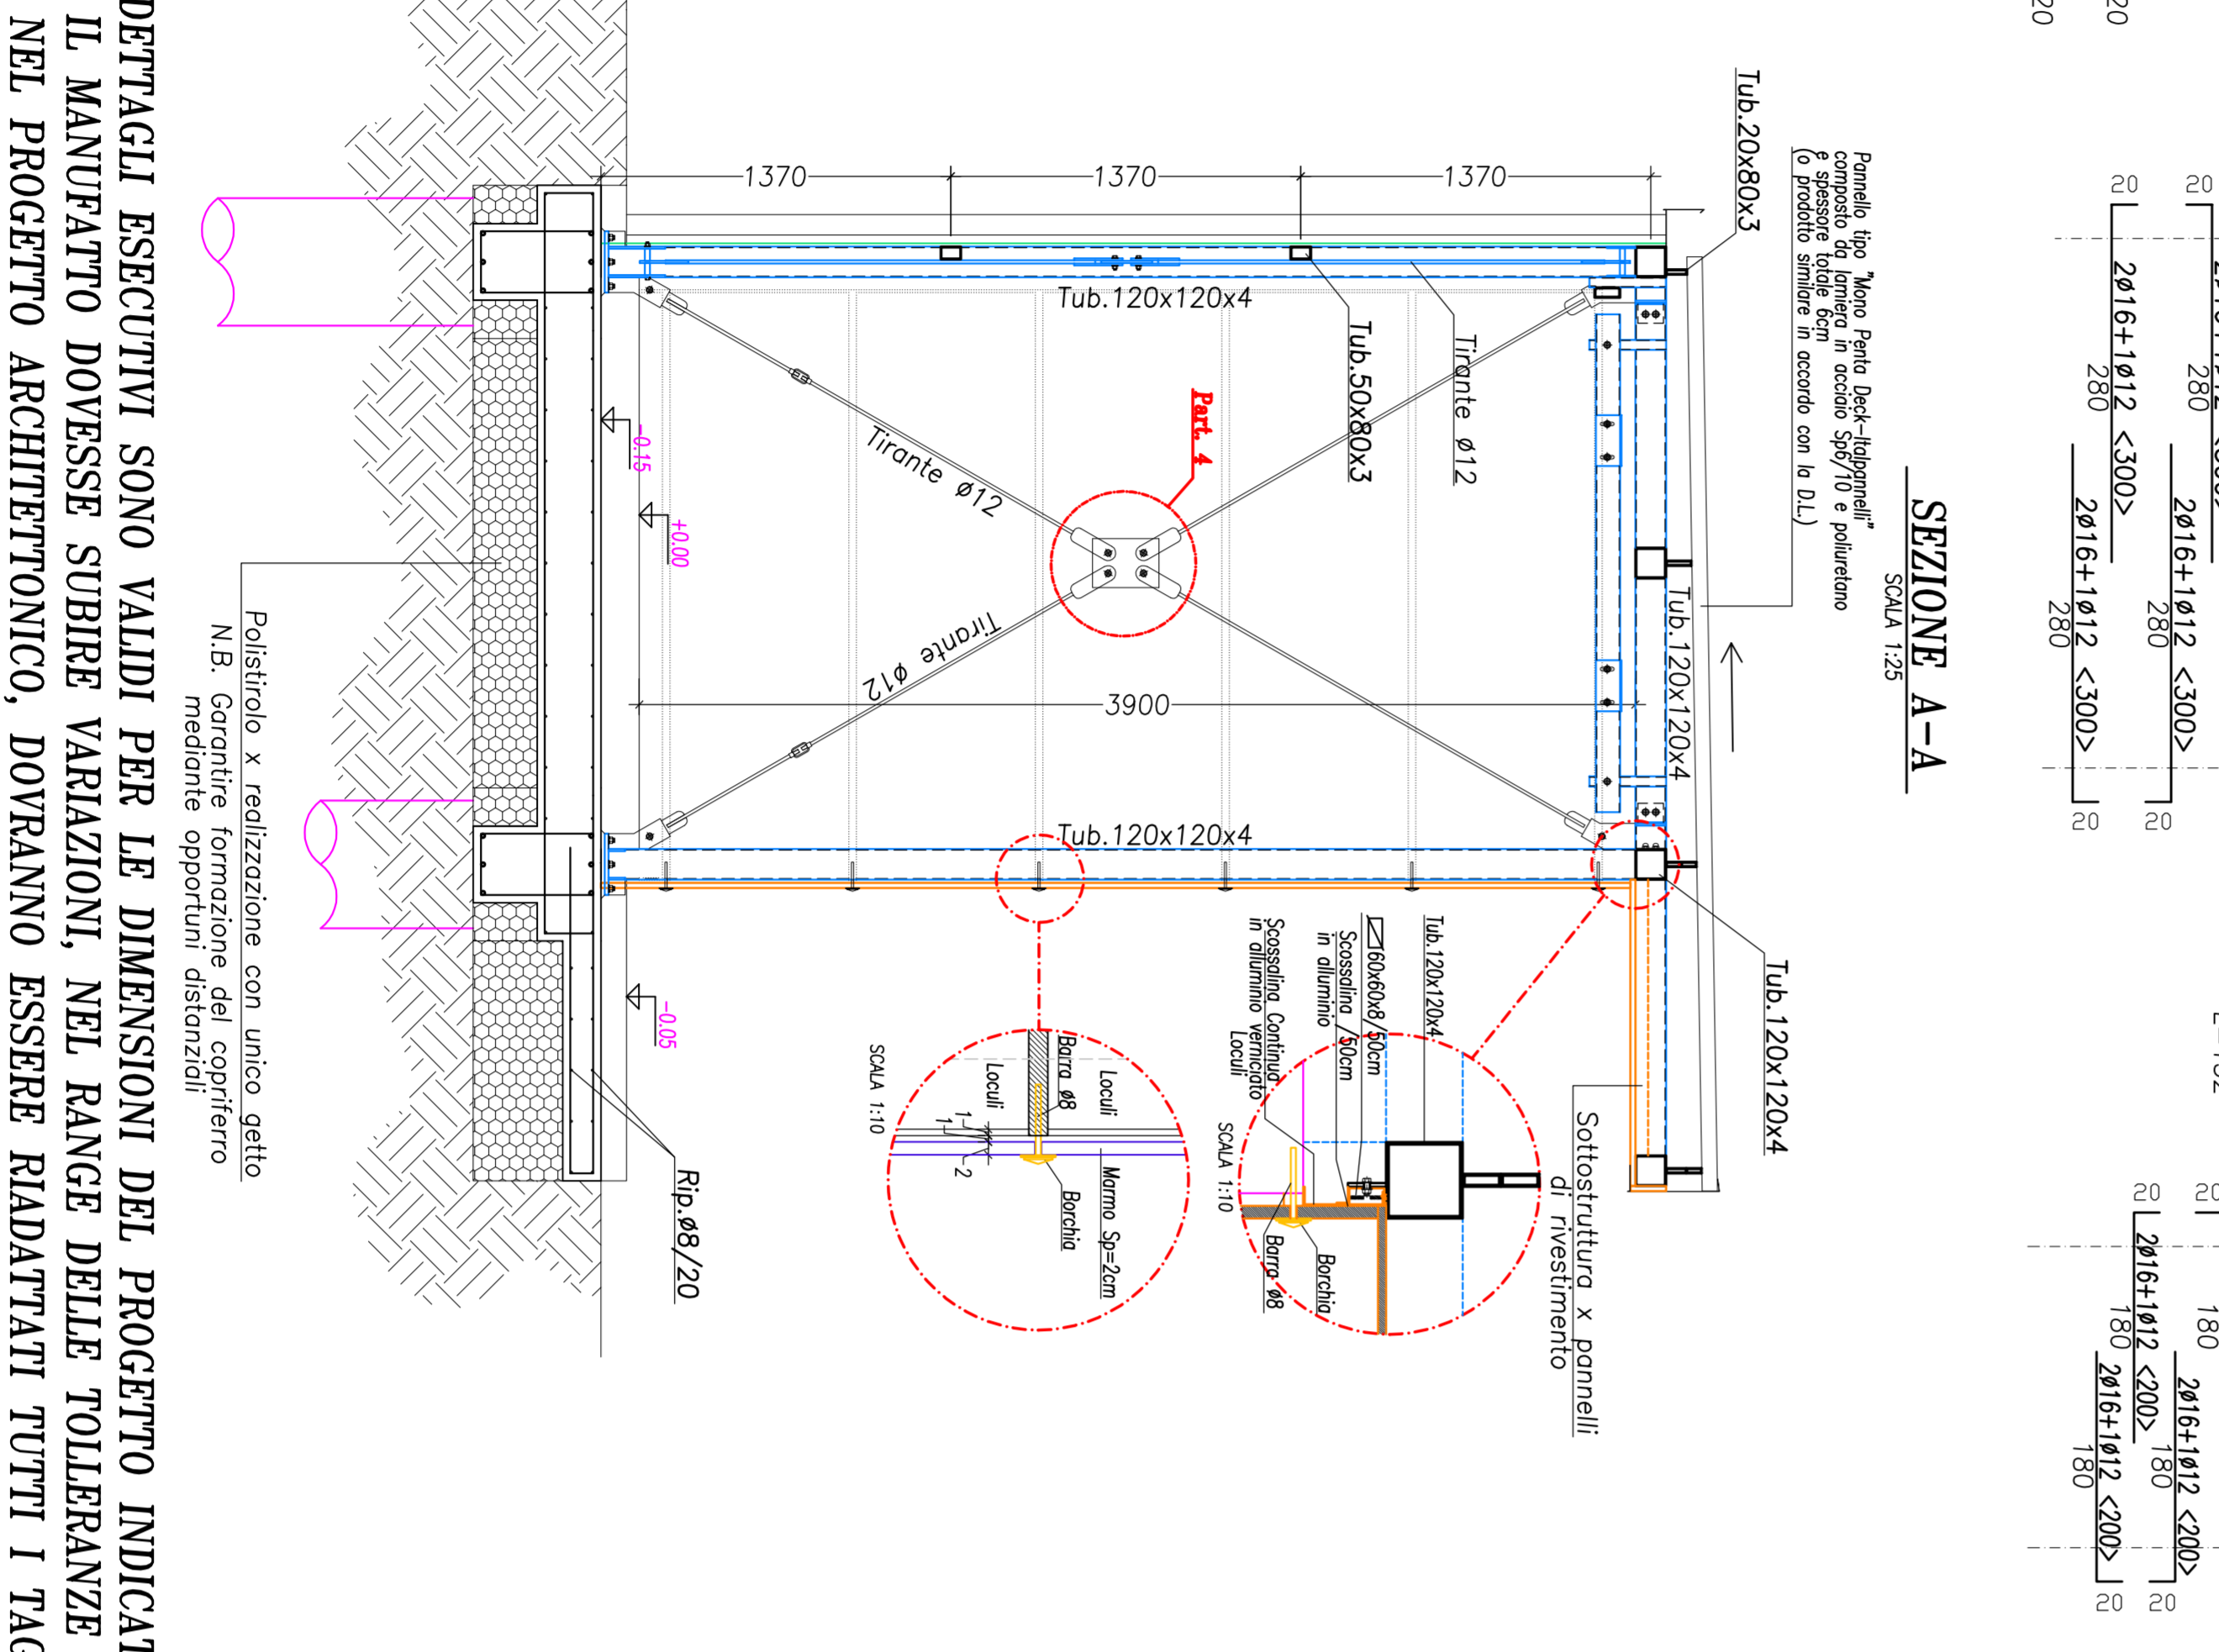 SEZIONE A-A
SCALA 1:25
Pannello tipo "Mono Penta Deck-Italpannelli"
composto da lamiera in acciaio Sp6/10 e poliuretano
e spessore totale 6cm
(o prodotto similare in accordo con la D.L.)
Tub.20x80x3
Tub.120x120x4
Tub.120x120x4
1370
1370
1370
Tub.120x120x4
Tub.50x80x3
Tirante ø12
Part. 4
Tirante ø12
Tirante ø12
3900
Tub.120x120x4
-0.15
+0.00
-0.05
Sottostruttura x pannelli
di rivestimento
Tub.120x120x4
60x60x8/50cm
Scossalina /50cm
in alluminio
Scossalina Continua
in alluminio verniciato
Loculi
Borchia
Barra ø8
SCALA 1:10
Loculi
Barra ø8
Loculi
1
1
2
Marmo Sp=2cm
Borchia
SCALA 1:10
Rip.ø8/20
Polistirolo x realizzazione con unico getto
N.B. Garantire formazione del copriferro
mediante opportuni distanziali
DETTAGLI ESECUTIVI SONO VALIDI PER LE DIMENSIONI DEL PROGETTO INDICAT
IL MANUFATTO DOVESSE SUBIRE VARIAZIONI, NEL RANGE DELLE TOLLERANZE
NEL PROGETTO ARCHITETTONICO, DOVRANNO ESSERE RIADATTATI TUTTI I TAG
20
20
20
280
2ø16+1ø12 <300>
280
20
2ø16+1ø12 <300>
280
20
2ø16+1ø12 <300>
280
20
20
180
20
2ø16+1ø12 <200>
180
2ø16+1ø12 <200>
180
20
2ø16+1ø12 <200>
180
20